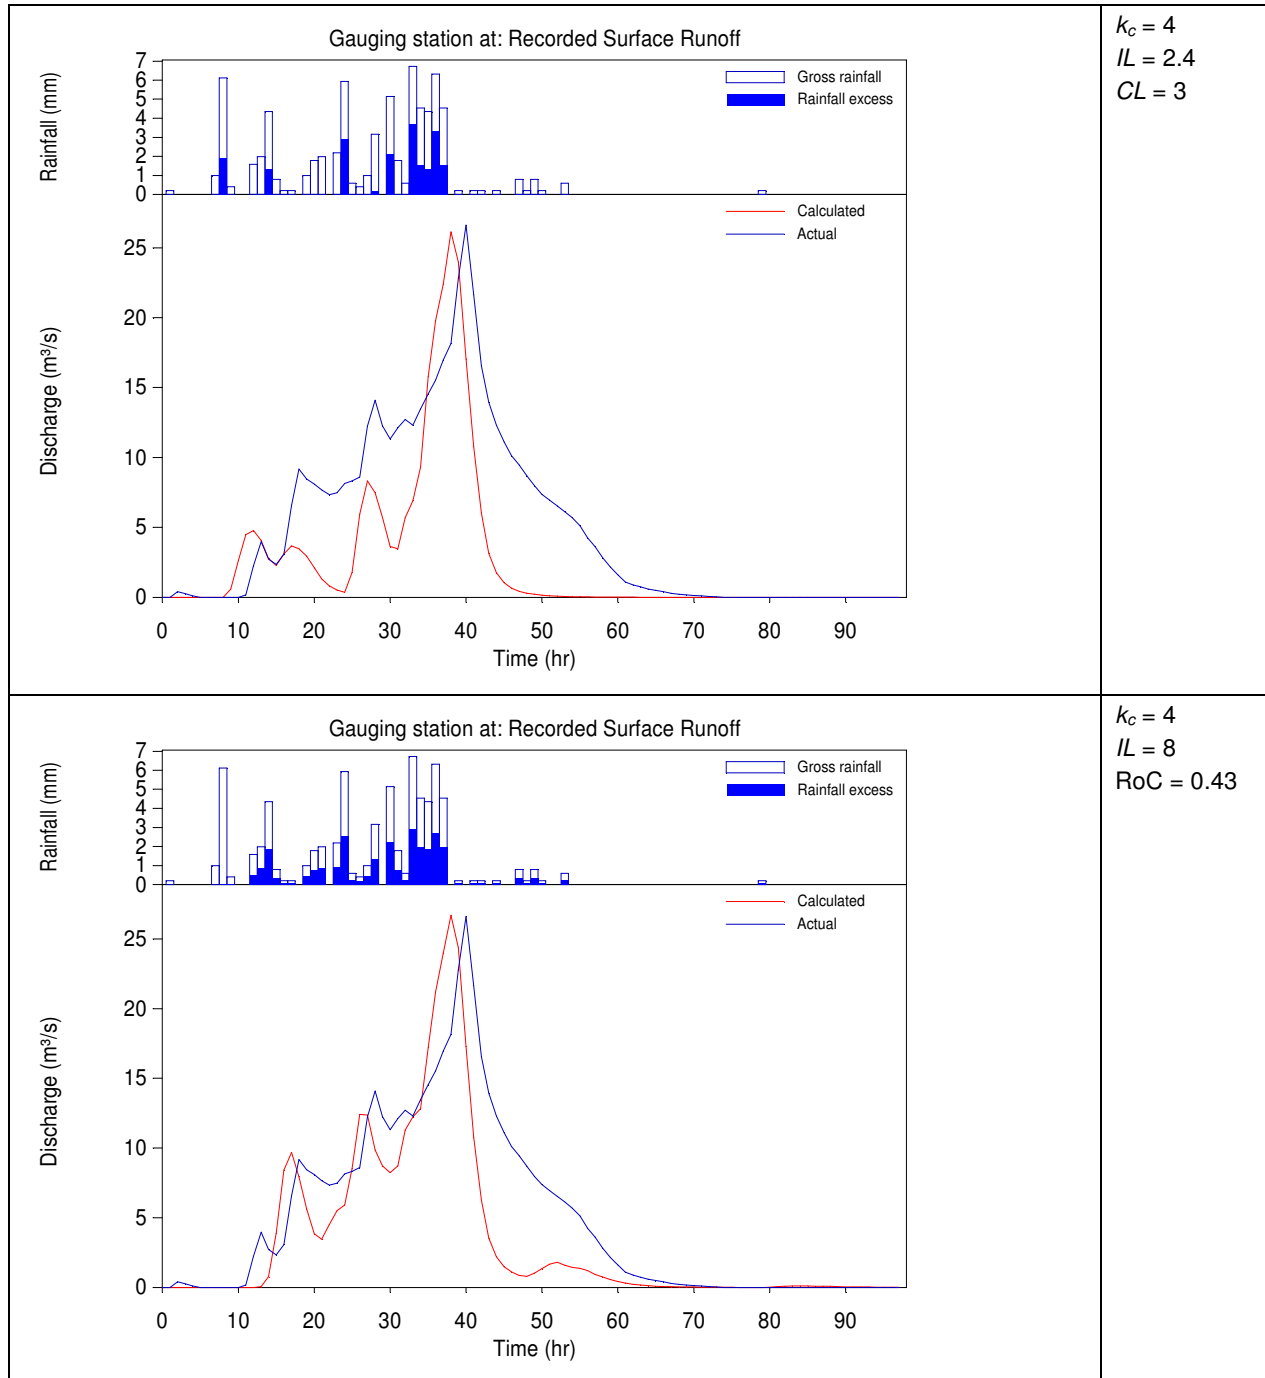 Gauging station at: Recorded Surface Runoff
Rainfall (mm)
7
6
5
4
3
2
1
0
Gross rainfall
Rainfall excess
Discharge (m³/s)
25
20
15
10
5
0
Calculated
Actual
0 10 20 30 40 50 60 70 80 90
Time (hr)
kc = 4
IL = 2.4
CL = 3
Gauging station at: Recorded Surface Runoff
Rainfall (mm)
7
6
5
4
3
2
1
0
Gross rainfall
Rainfall excess
Discharge (m³/s)
25
20
15
10
5
0
Calculated
Actual
0 10 20 30 40 50 60 70 80 90
Time (hr)
kc = 4
IL = 8
RoC = 0.43